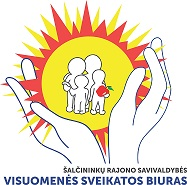 ŠALČININKŲ RAJONO SAVIVALDYBĖS
VISUOMENĖS SVEIKATOS BIURAS